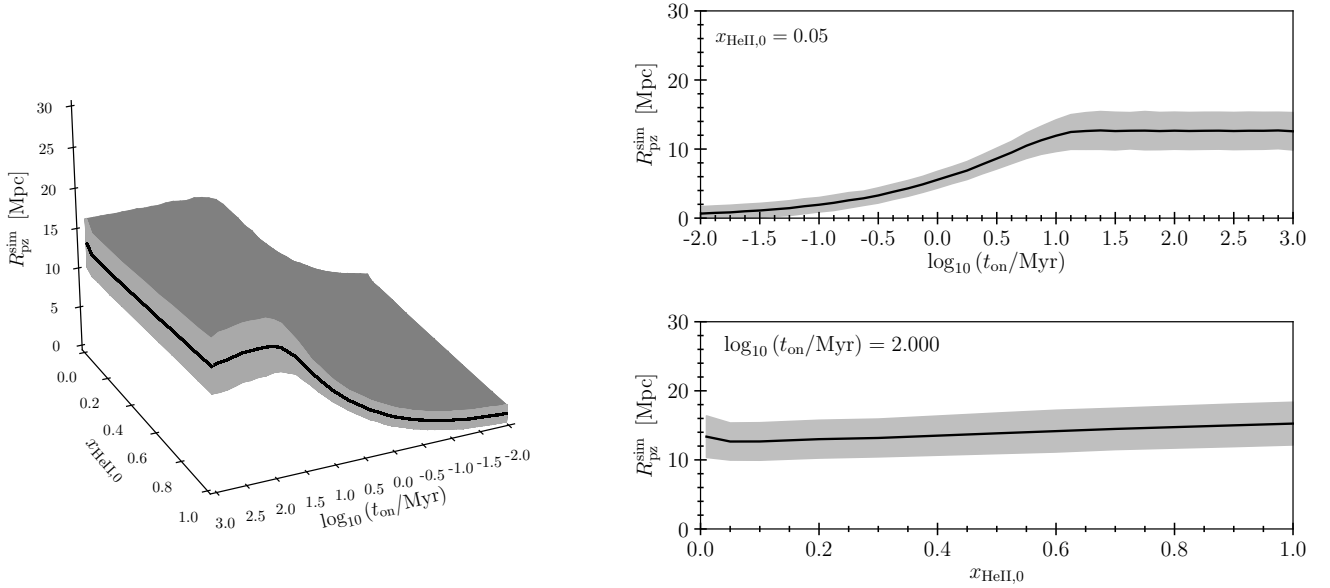 30
25
20
15
10
5
0
R_pz^sim [Mpc]
0.0
0.2
0.4
0.6
0.8
1.0
x_HeII,0
3.0 2.5 2.0 1.5 1.0 0.5 0.0 -0.5 -1.0 -1.5 -2.0
log₁₀ (t_on/Myr)
x_HeII,0 = 0.05
30
20
10
0
R_pz^sim [Mpc]
-2.0 -1.5 -1.0 -0.5 0.0 0.5 1.0 1.5 2.0 2.5 3.0
log₁₀ (t_on/Myr)
log₁₀ (t_on/Myr) = 2.000
30
20
10
0
R_pz^sim [Mpc]
0.0 0.2 0.4 0.6 0.8 1.0
x_HeII,0